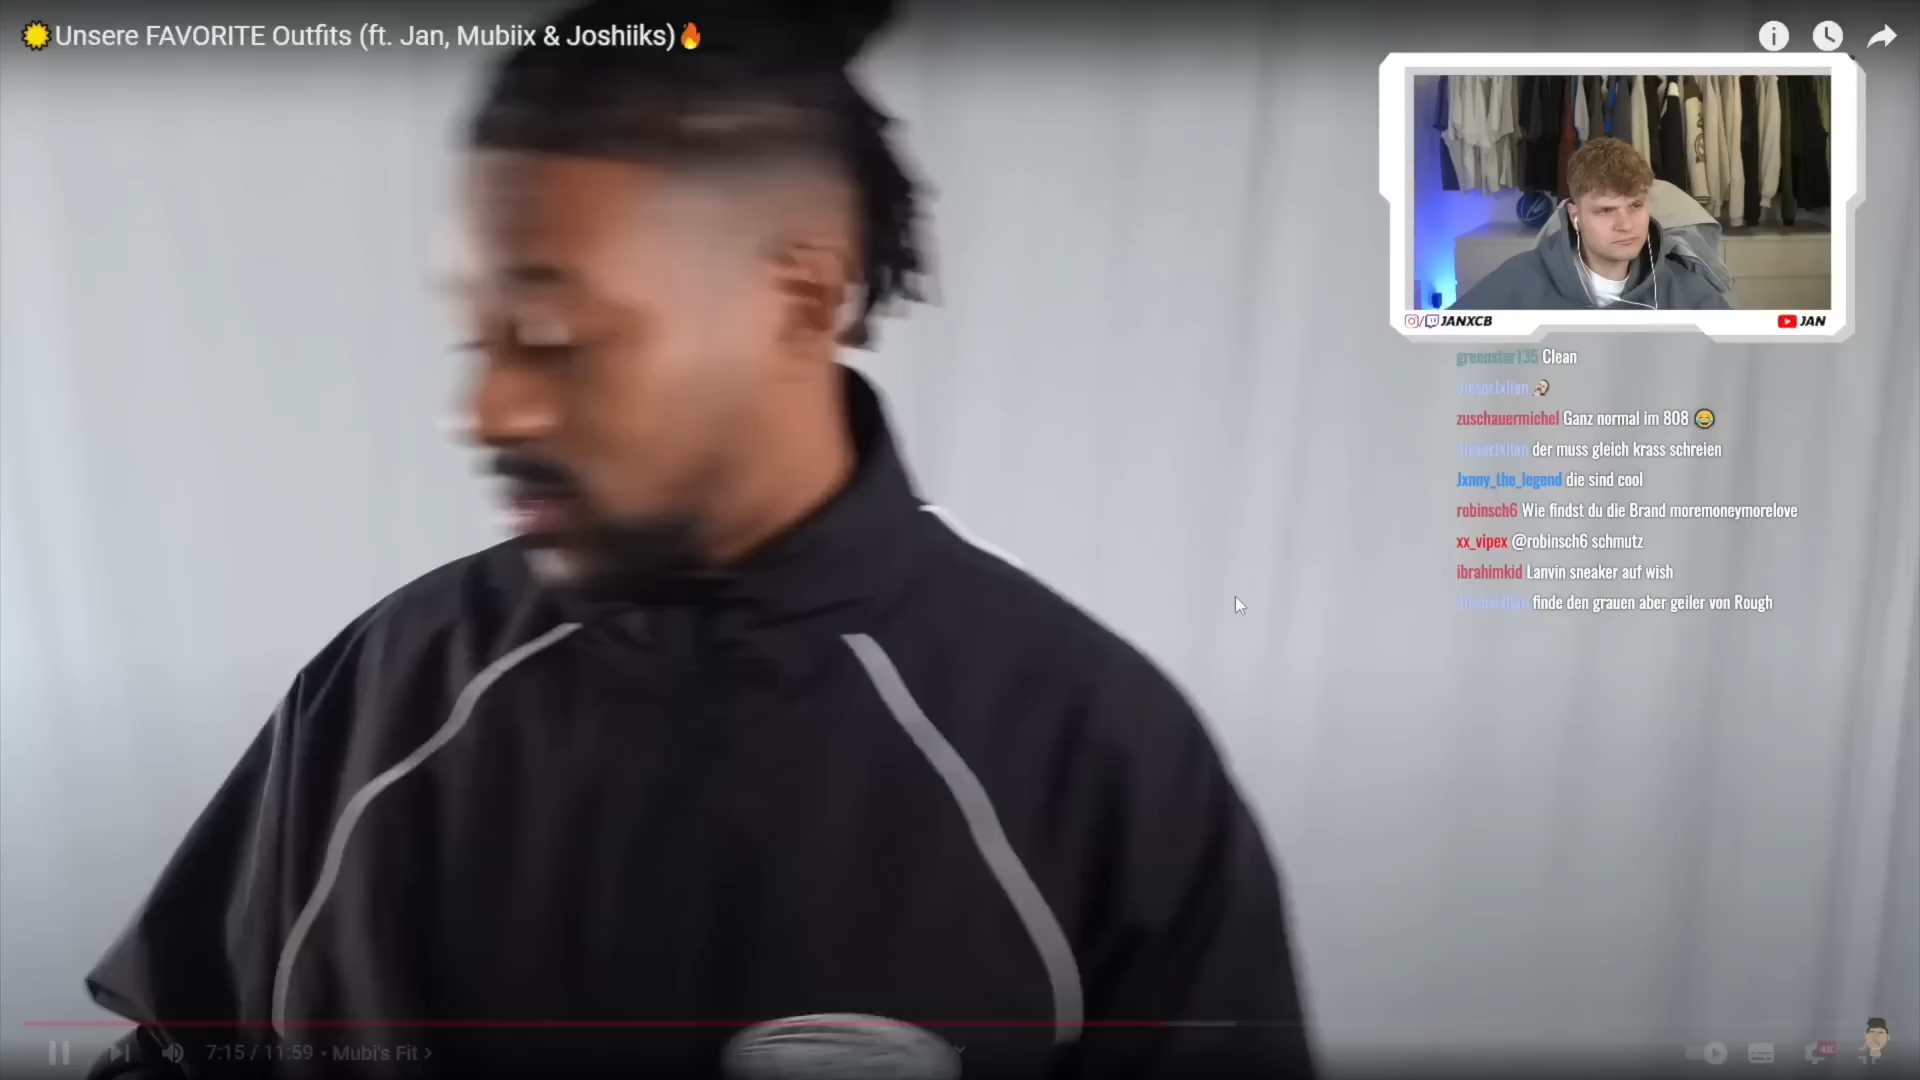 Unsere FAVORITE Outfits (ft. Jan, Mubiix & Joshiiks)
JANXCB
JAN
greenstar135 Clean
zuschauermichel Ganz normal im 808
der muss gleich krass schreien
Jxnny_the_legend die sind cool
robinsch6 Wie findst du die Brand moremoneymorelove
xx_vipex @robinsch6 schmutz
ibrahimkid Lanvin sneaker auf wish
finde den grauen aber geiler von Rough
7:15 / 11:59 • Mubi's Fit
4K